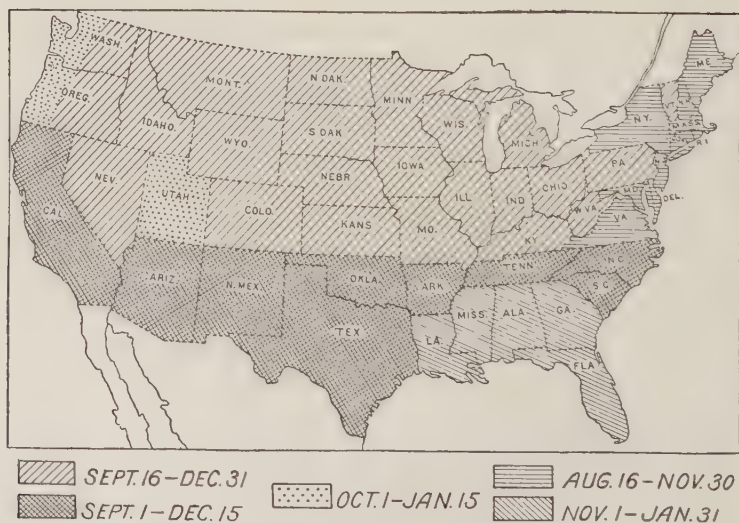 WASH.
MONT.
N.DAK.
MINN.
ME.
OREG.
IDAHO.
WYO.
S.DAK.
WIS.
MICH.
N.Y.
VT.
MASS.
R.I.
NEBR.
IOWA
PA.
NEV.
UTAH
COLO.
KANS
MO.
ILL
IND
OHIO
W.VA.
MD.
DEL.
VA.
KY.
CAL.
ARIZ.
N.MEX.
OKLA.
ARK.
TENN.
N.C.
S.C.
TEX.
LA.
MISS.
ALA.
GA.
FLA.
SEPT. 16-DEC. 31
SEPT. 1-DEC. 15
OCT. 1-JAN. 15
AUG. 16-NOV. 30
NOV. 1-JAN. 31